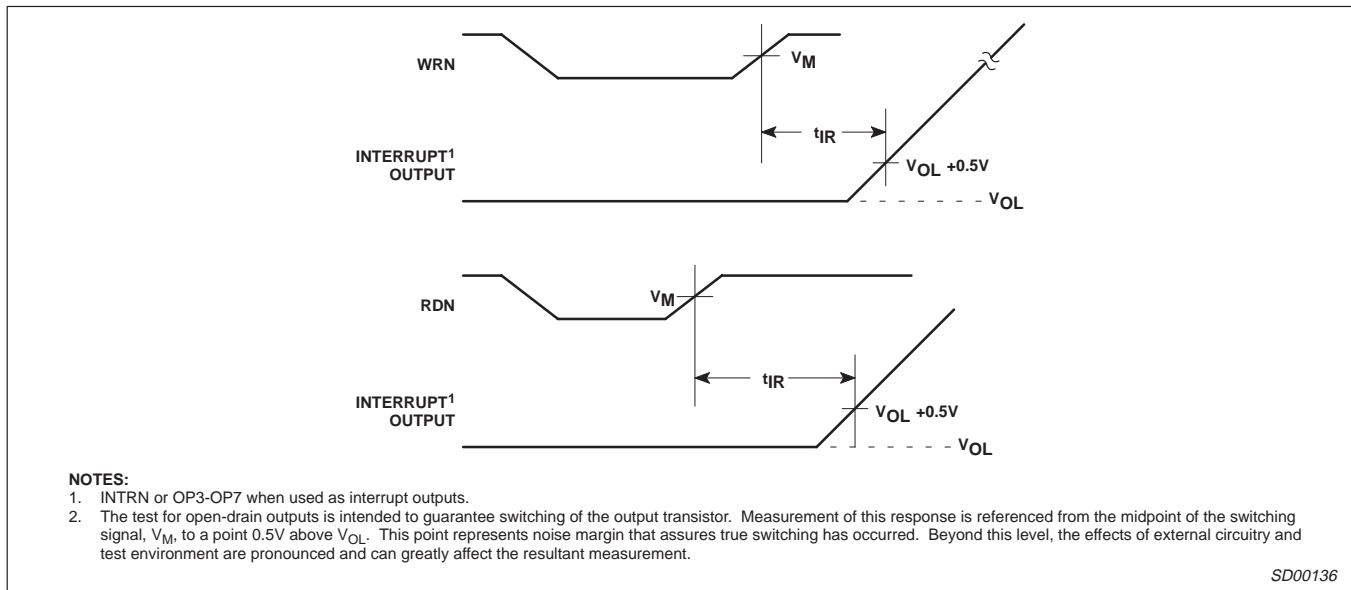 WRN
VM
tIR
INTERRUPT1
OUTPUT
VOL +0.5V
VOL
RDN
VM
tIR
INTERRUPT1
OUTPUT
VOL +0.5V
VOL
NOTES:
1. INTRN or OP3-OP7 when used as interrupt outputs.
2. The test for open-drain outputs is intended to guarantee switching of the output transistor. Measurement of this response is referenced from the midpoint of the switching
signal, VM, to a point 0.5V above VOL. This point represents noise margin that assures true switching has occurred. Beyond this level, the effects of external circuitry and
test environment are pronounced and can greatly affect the resultant measurement.
SD00136